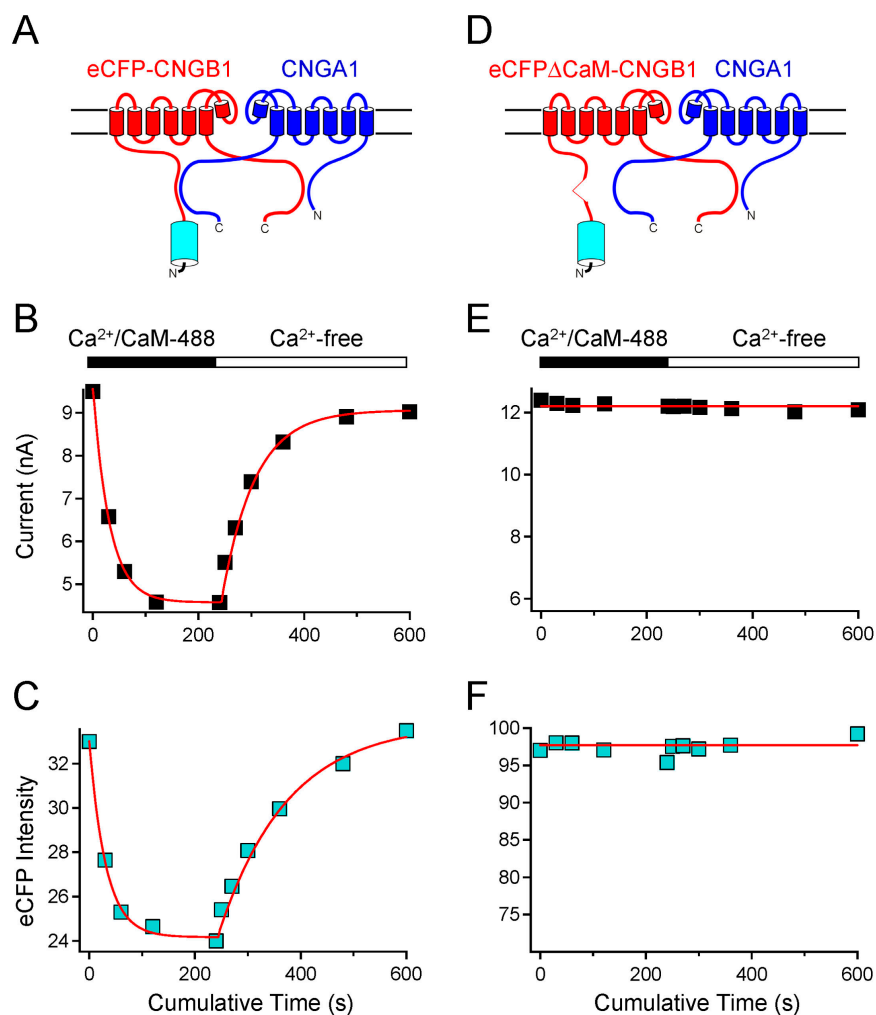 A
eCFP-CNGB1 CNGA1
C C N
N
D
eCFPΔCaM-CNGB1 CNGA1
C C N
N
B
Ca²⁺/CaM-488 Ca²⁺-free
Current (nA)
9
8
7
6
5
0 200 400 600
E
Ca²⁺/CaM-488 Ca²⁺-free
12
10
8
6
0 200 400 600
C
eCFP Intensity
32
30
28
26
24
0 200 400 600
Cumulative Time (s)
F
100
95
90
85
80
75
0 200 400 600
Cumulative Time (s)